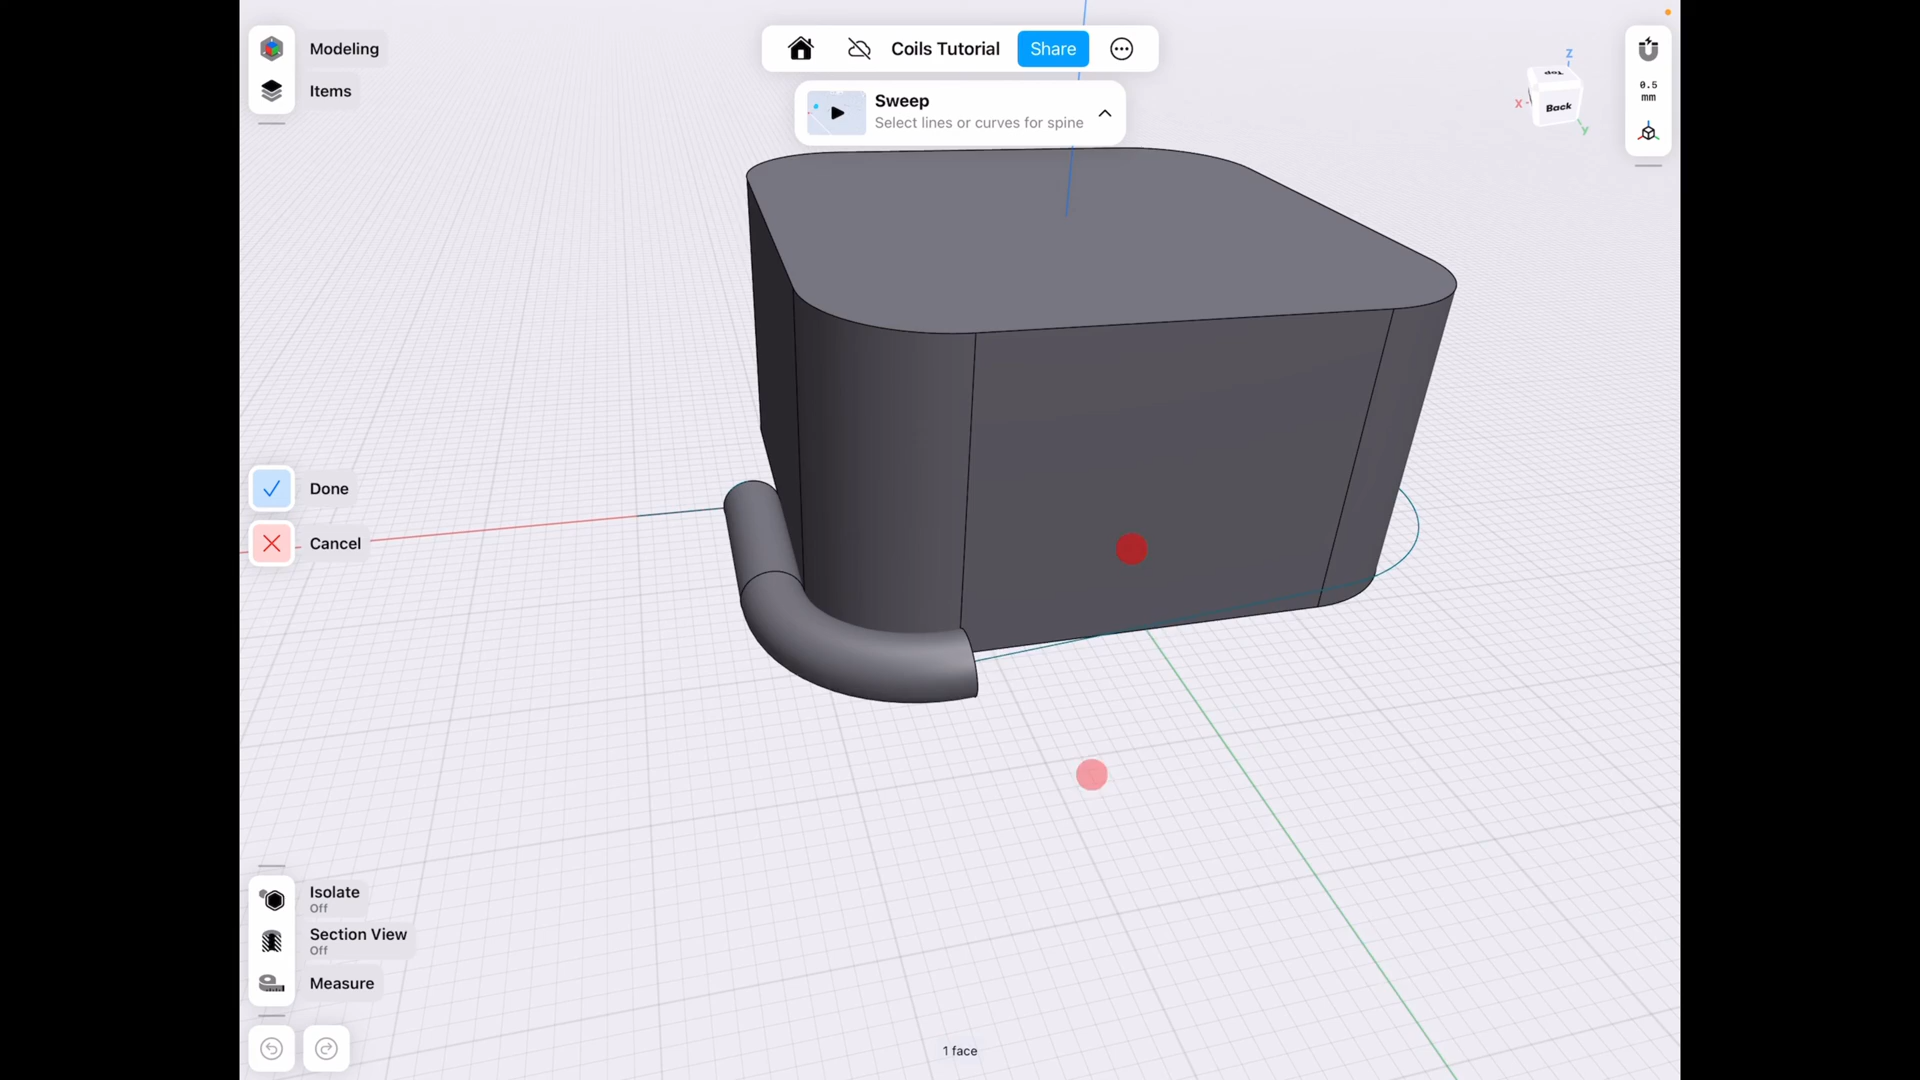 Modeling
Items
Coils Tutorial
Share
Sweep
Select lines or curves for spine
Z
Top
X
Back
y
0.5
mm
Done
Cancel
Isolate
Off
Section View
Off
Measure
1 face